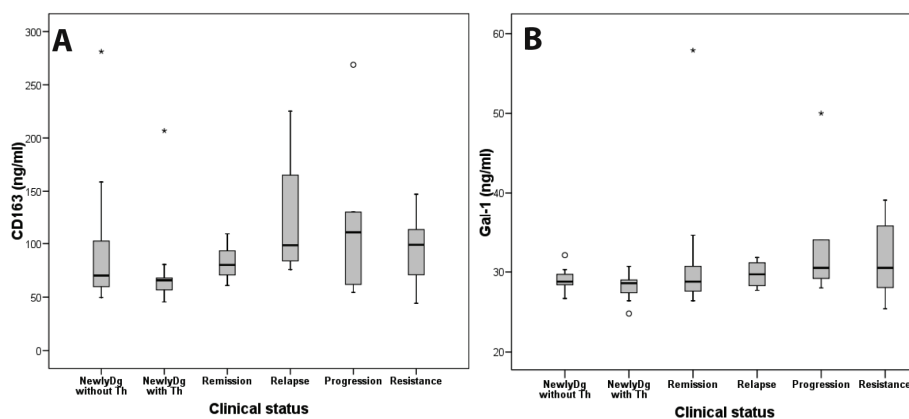 A
CD163 (ng/ml)
300
250
200
150
100
50
0
NewlyDg without Th
NewlyDg with Th
Remission
Relapse
Progression
Resistance
Clinical status
B
Gal-1 (ng/ml)
60
50
40
30
20
NewlyDg without Th
NewlyDg with Th
Remission
Relapse
Progression
Resistance
Clinical status